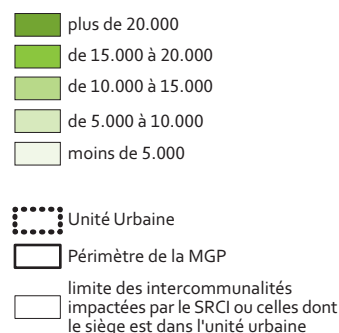 plus de 20.000
de 15.000 à 20.000
de 10.000 à 15.000
de 5.000 à 10.000
moins de 5.000
Unité Urbaine
Périmètre de la MGP
limite des intercommunalités
impactées par le SRCI ou celles dont
le siège est dans l'unité urbaine